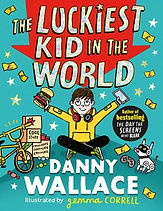 THE
LUCKIEST
KID IN THE
WORLD
Author of
bestselling
THE DAY THE
SCREENS
WENT BLANK
DANNY
WALLACE
Illustrated by gemma CORRELL